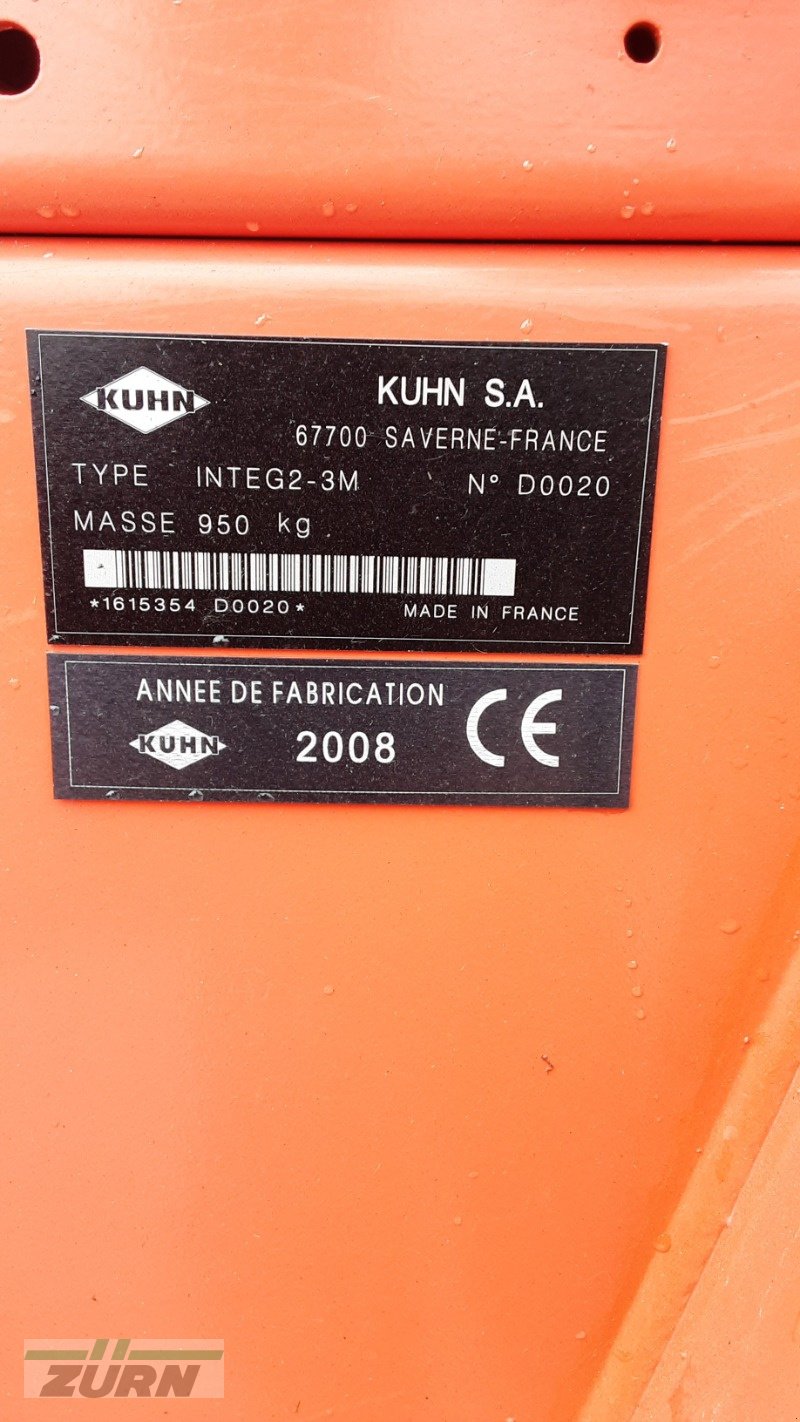 KUHN
KUHN S.A.
67700 SAVERNE-FRANCE
TYPE INTEG2-3M N° D0020
MASSE 950 kg
*1615354 D0020* MADE IN FRANCE
ANNEE DE FABRICATION
KUHN 2008 CE
ZÜRN